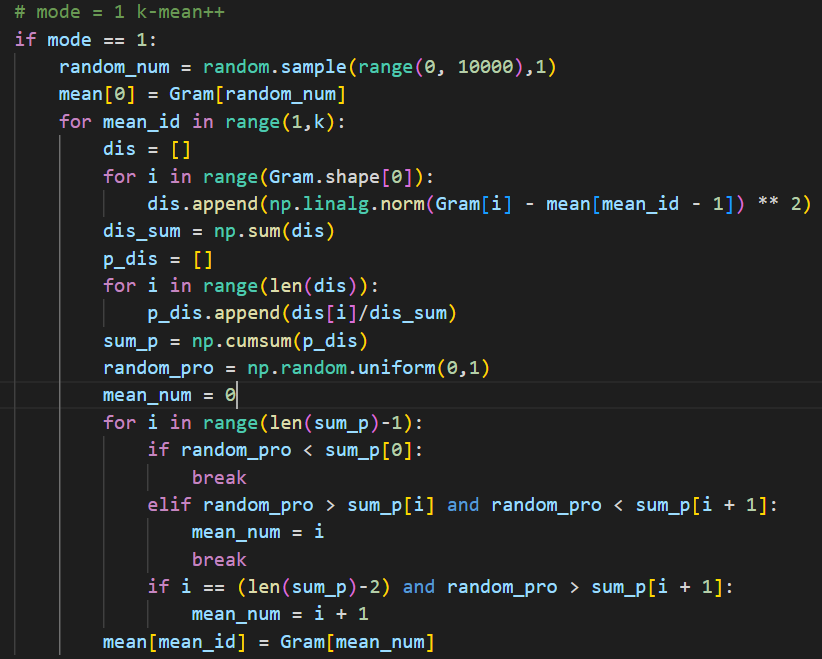 # mode = 1 k-mean++
if mode == 1:
    random_num = random.sample(range(0, 10000),1)
    mean[0] = Gram[random_num]
    for mean_id in range(1,k):
        dis = []
        for i in range(Gram.shape[0]):
            dis.append(np.linalg.norm(Gram[i] - mean[mean_id - 1]) ** 2)
        dis_sum = np.sum(dis)
        p_dis = []
        for i in range(len(dis)):
            p_dis.append(dis[i]/dis_sum)
        sum_p = np.cumsum(p_dis)
        random_pro = np.random.uniform(0,1)
        mean_num = 0
        for i in range(len(sum_p)-1):
            if random_pro < sum_p[0]:
                break
            elif random_pro > sum_p[i] and random_pro < sum_p[i + 1]:
                mean_num = i
                break
            if i == (len(sum_p)-2) and random_pro > sum_p[i + 1]:
                mean_num = i + 1
        mean[mean_id] = Gram[mean_num]